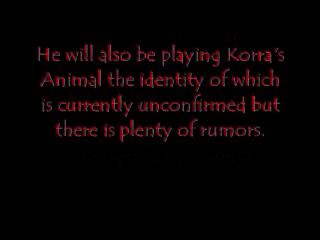 He will also be playing Korra's
Animal the identity of which
is currently unconfirmed but
there is plenty of rumors.